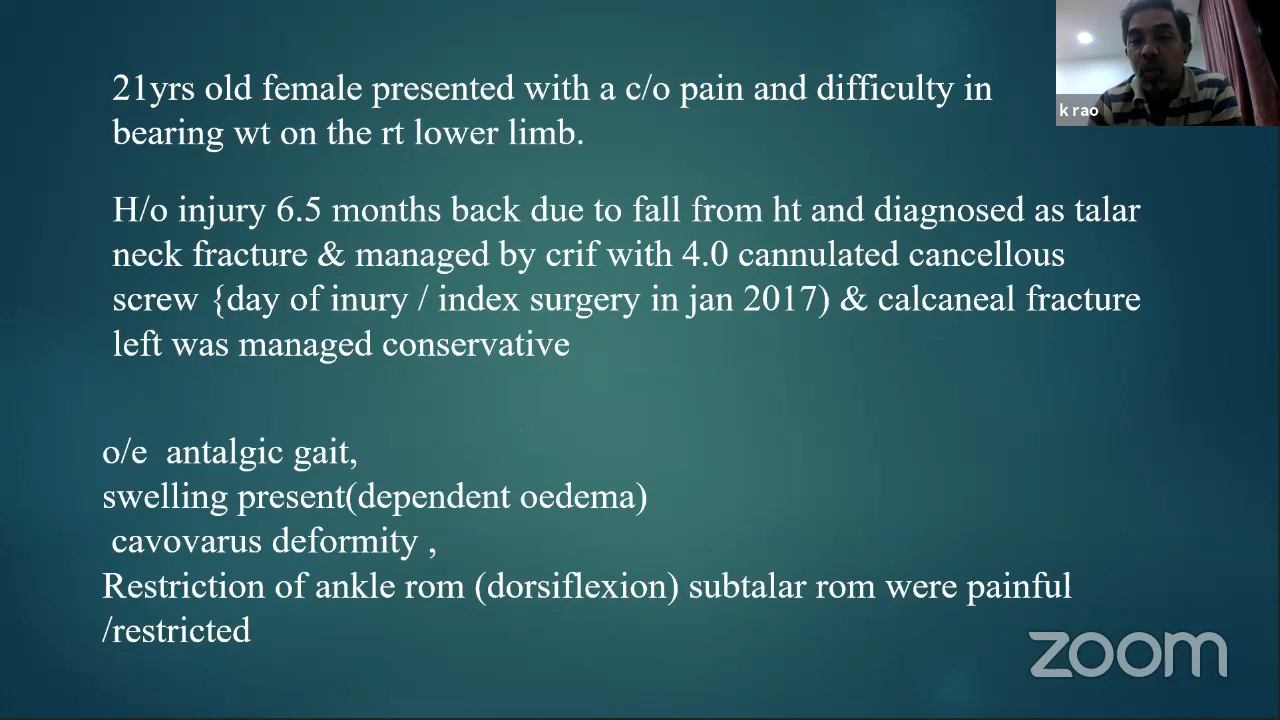 21yrs old female presented with a c/o pain and difficulty in
bearing wt on the rt lower limb.
k rao
H/o injury 6.5 months back due to fall from ht and diagnosed as talar
neck fracture & managed by crif with 4.0 cannulated cancellous
screw {day of inury / index surgery in jan 2017) & calcaneal fracture
left was managed conservative
o/e antalgic gait,
swelling present(dependent oedema)
cavovarus deformity ,
Restriction of ankle rom (dorsiflexion) subtalar rom were painful
/restricted
zoom